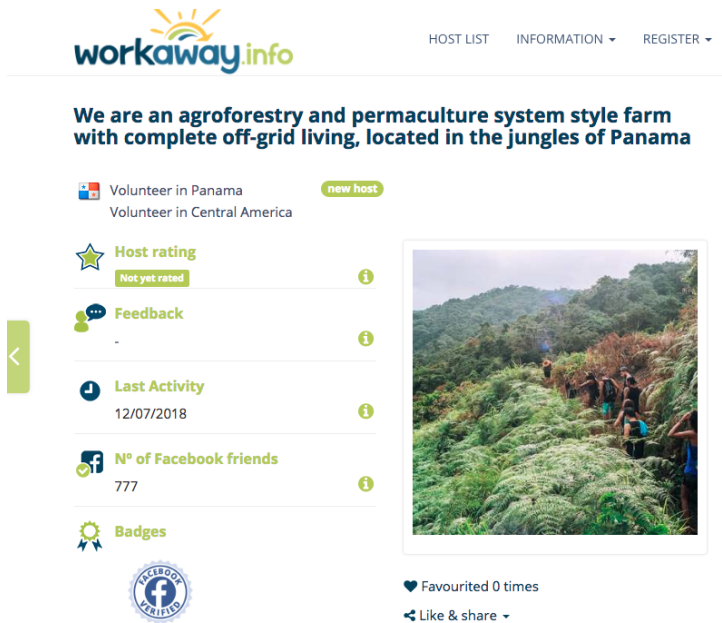 workaway.info
HOST LIST
INFORMATION
REGISTER
We are an agroforestry and permaculture system style farm
with complete off-grid living, located in the jungles of Panama
Volunteer in Panama
new host
Volunteer in Central America
Host rating
Not yet rated
Feedback
-
Last Activity
12/07/2018
Nº of Facebook friends
777
Badges
FACEBOOK
VERIFIED
Favourited 0 times
Like & share